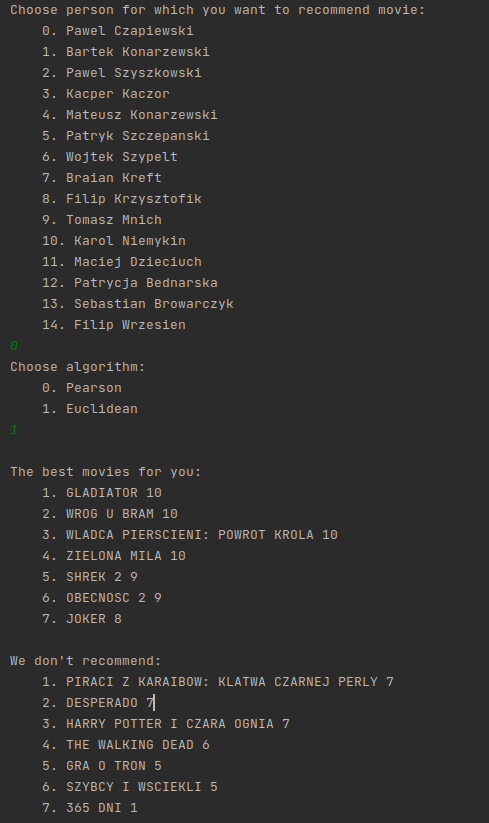 Choose person for which you want to recommend movie:
0. Pawel Czapiewski
1. Bartek Konarzewski
2. Pawel Szyszkowski
3. Kacper Kaczor
4. Mateusz Konarzewski
5. Patryk Szczepanski
6. Wojtek Szypelt
7. Braian Kreft
8. Filip Krzysztofik
9. Tomasz Mnich
10. Karol Niemykin
11. Maciej Dzieciuch
12. Patrycja Bednarska
13. Sebastian Browarczyk
14. Filip Wrzesien
0
Choose algorithm:
0. Pearson
1. Euclidean
1
The best movies for you:
1. GLADIATOR 10
2. WROG U BRAM 10
3. WLADCA PIERSCIENI: POWROT KROLA 10
4. ZIELONA MILA 10
5. SHREK 2 9
6. OBECNOSC 2 9
7. JOKER 8
We don't recommend:
1. PIRACI Z KARAIBOW: KLATWA CZARNEJ PERLY 7
2. DESPERADO 7
3. HARRY POTTER I CZARA OGNIA 7
4. THE WALKING DEAD 6
5. GRA O TRON 5
6. SZYBCY I WSCIEKLI 5
7. 365 DNI 1